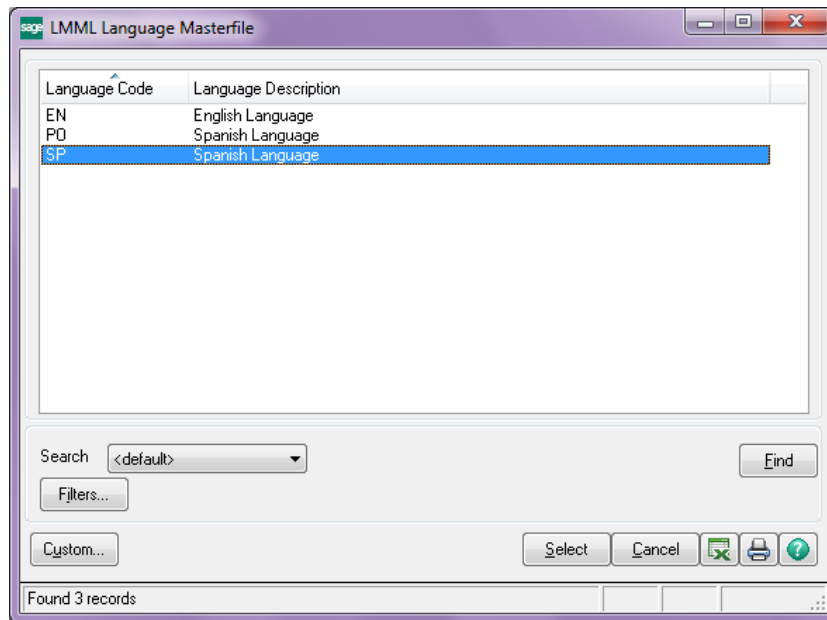 sage LMML Language Masterfile
Language Code Language Description
EN English Language
PO Spanish Language
SP Spanish Language
Search <default> Find
Filters...
Custom... Select Cancel
Found 3 records